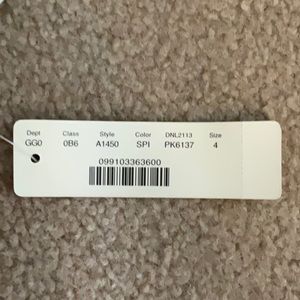 Dept Class Style Color DNL2113 Size
GG0 0B6 A1450 SPI PK6137 4
099103363600